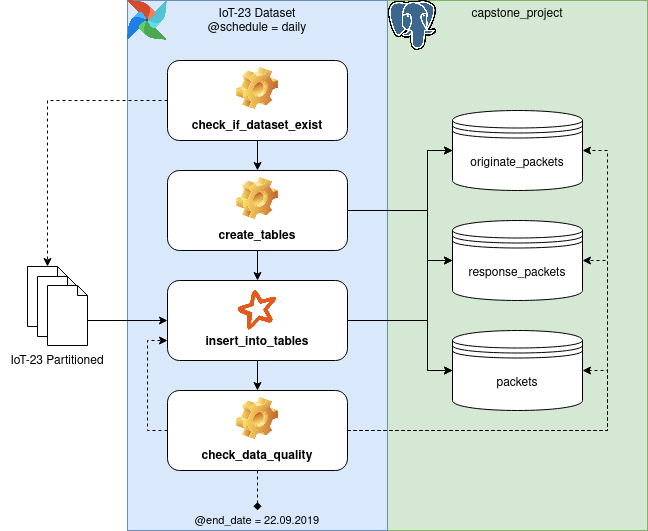 IoT-23 Dataset
@schedule = daily
capstone_project
check_if_dataset_exist
originate_packets
create_tables
response_packets
insert_into_tables
IoT-23 Partitioned
packets
check_data_quality
@end_date = 22.09.2019